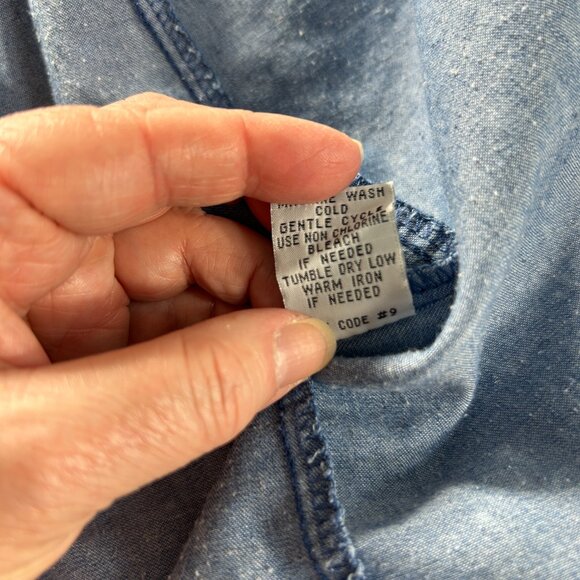 WASH
COLD
GENTLE CYCLE
USE NON CHLORINE
BLEACH
IF NEEDED
TUMBLE DRY LOW
WARM IRON
IF NEEDED
CODE #9